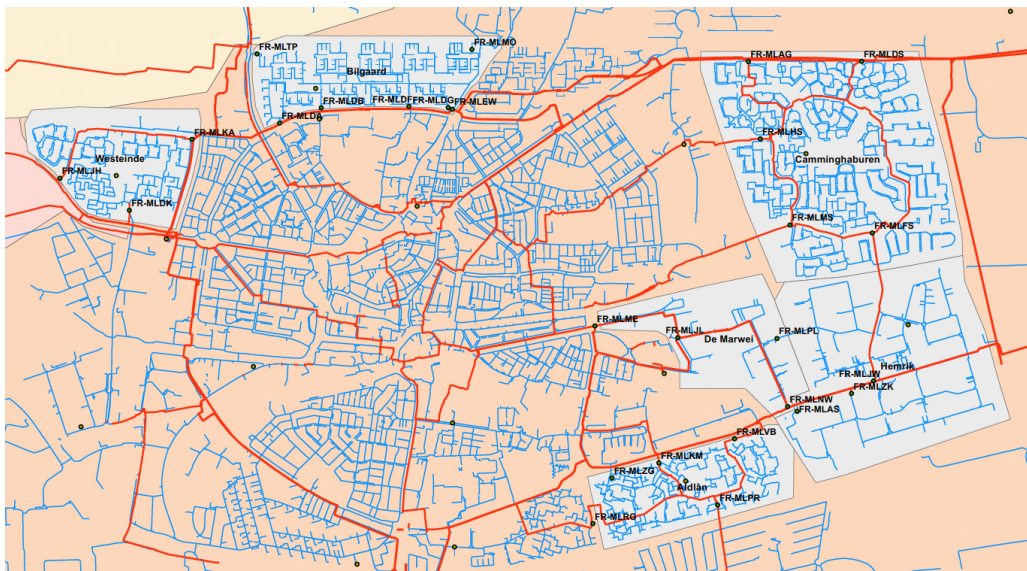 FR-MLTP
FR-MLMO
Bilgaard
FR-MLDB
FR-MLDF
FR-MLDG
FR-MLEW
FR-MLDA
FR-MLAG
FR-MLDS
FR-MLKA
FR-MLHS
Westeinde
Camminghaburen
FR-MLJH
FR-MLDK
FR-MLMS
FR-MLFS
FR-MLME
FR-MLJL
De Marwei
FR-MLPL
Hemrik
FR-MLJW
FR-MLZK
FR-MLNW
FR-MLAS
FR-MLVB
FR-MLKM
FR-MLZG
Aldlân
FR-MLPR
FR-MLRG